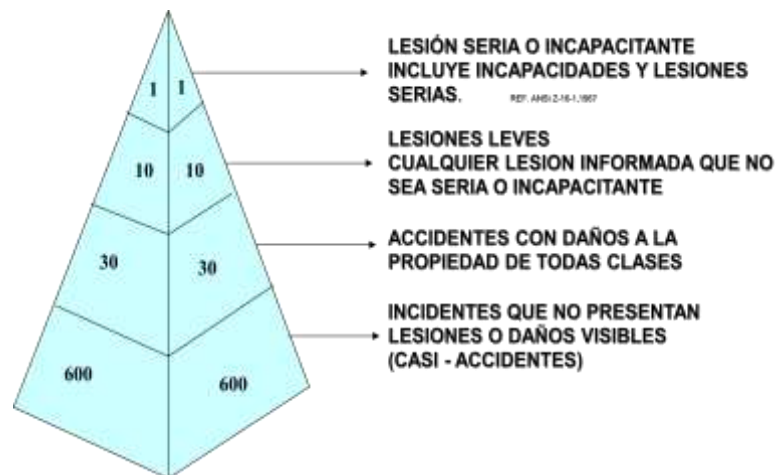 1 1
LESIÓN SERIA O INCAPACITANTE
INCLUYE INCAPACIDADES Y LESIONES
SERIAS. REF. ANSI
10 10
LESIONES LEVES
CUALQUIER LESION INFORMADA QUE NO
SEA SERIA O INCAPACITANTE
30 30
ACCIDENTES CON DAÑOS A LA
PROPIEDAD DE TODAS CLASES
600 600
INCIDENTES QUE NO PRESENTAN
LESIONES O DAÑOS VISIBLES
(CASI - ACCIDENTES)